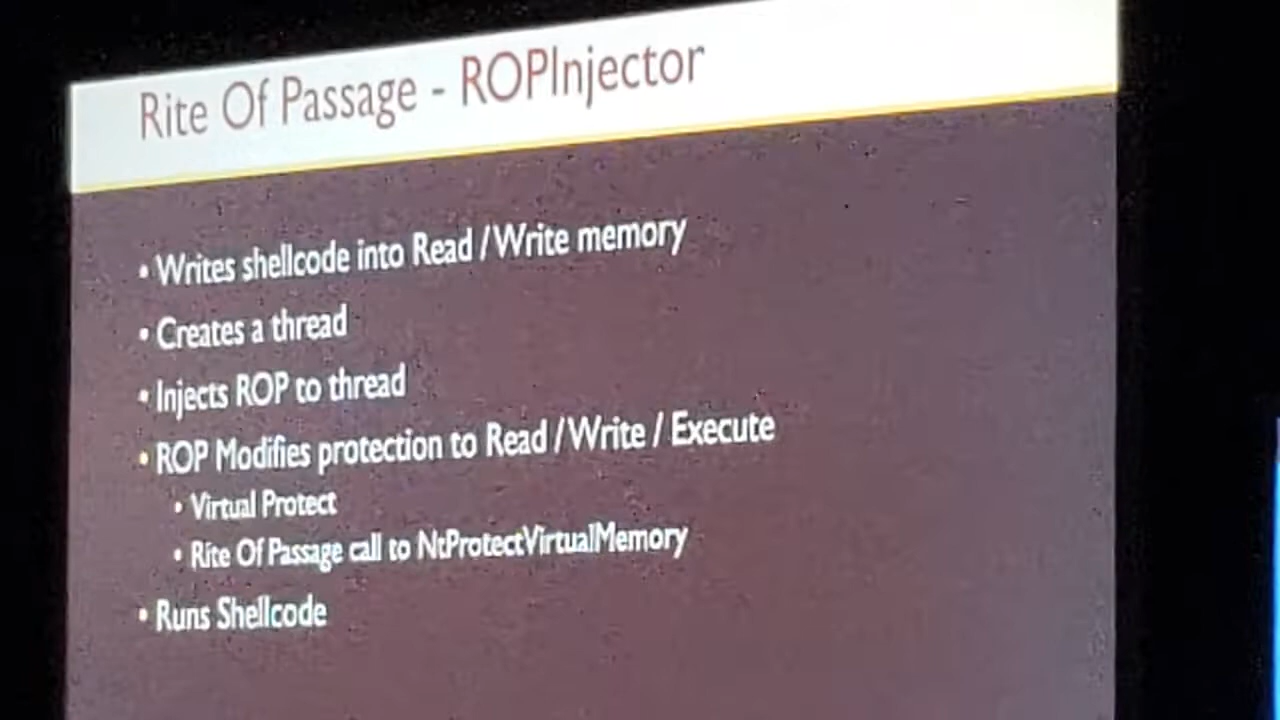 Rite Of Passage - ROPInjector
• Writes shellcode into Read / Write memory
• Creates a thread
• Injects ROP to thread
• ROP Modifies protection to Read / Write / Execute
• Virtual Protect
• Rite Of Passage call to NtProtectVirtualMemory
• Runs Shellcode